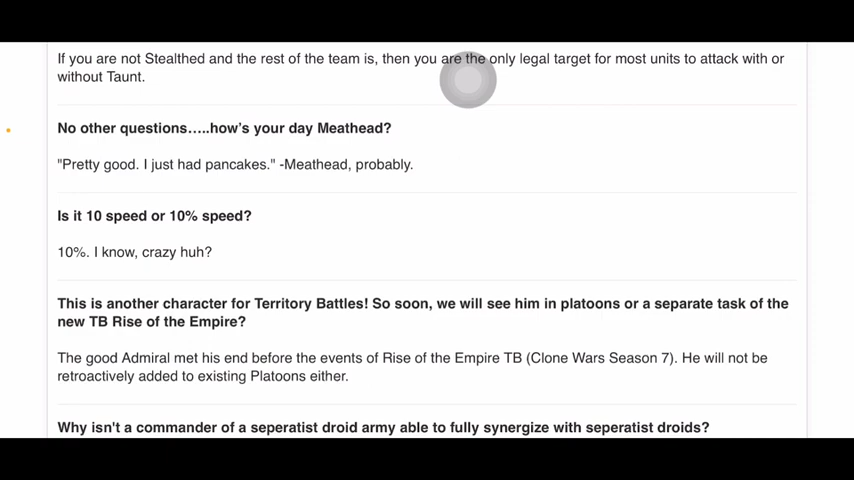 If you are not Stealthed and the rest of the team is, then you are the only legal target for most units to attack with or
without Taunt.
No other questions…..how’s your day Meathead?
"Pretty good. I just had pancakes." -Meathead, probably.
Is it 10 speed or 10% speed?
10%. I know, crazy huh?
This is another character for Territory Battles! So soon, we will see him in platoons or a separate task of the
new TB Rise of the Empire?
The good Admiral met his end before the events of Rise of the Empire TB (Clone Wars Season 7). He will not be
retroactively added to existing Platoons either.
Why isn't a commander of a seperatist droid army able to fully synergize with seperatist droids?